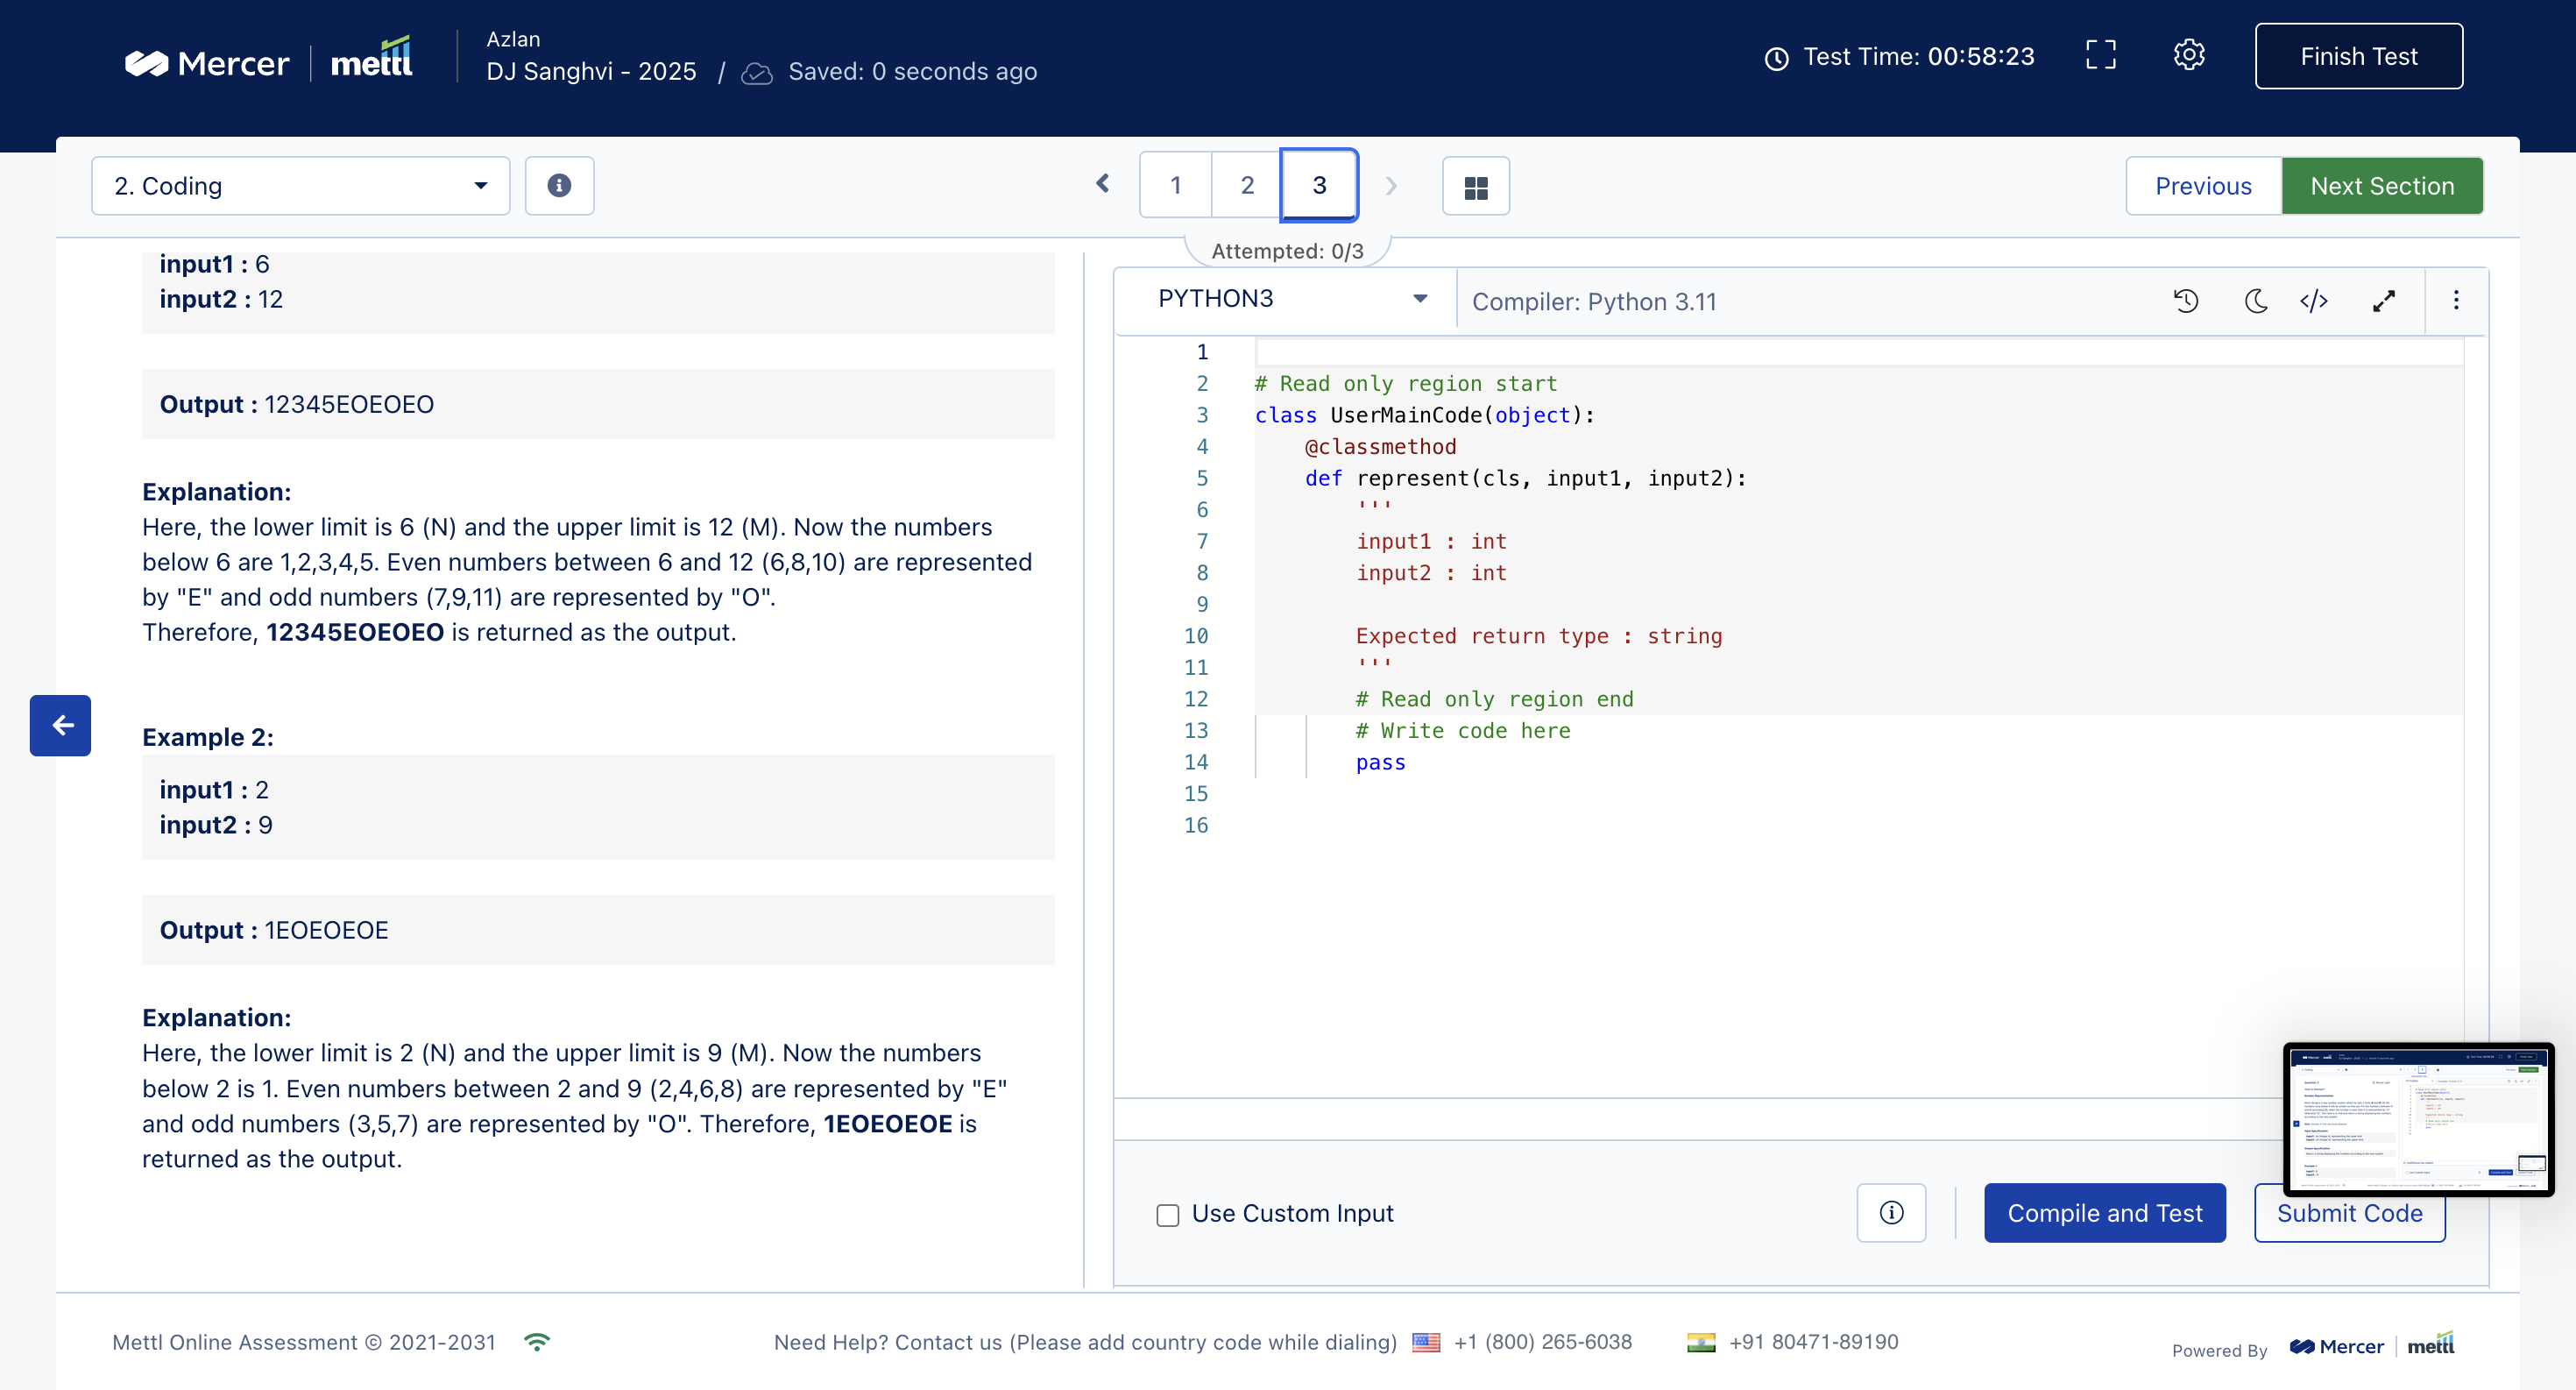 Mercer | mettl
Azlan
DJ Sanghvi - 2025 / Saved: 0 seconds ago
Test Time: 00:58:23
Finish Test
2. Coding
1
2
3
Previous
Next Section
Attempted: 0/3
input1 : 6
input2 : 12
Output : 12345EOEOEO
Explanation:
Here, the lower limit is 6 (N) and the upper limit is 12 (M). Now the numbers
below 6 are 1,2,3,4,5. Even numbers between 6 and 12 (6,8,10) are represented
by "E" and odd numbers (7,9,11) are represented by "O".
Therefore, 12345EOEOEO is returned as the output.
Example 2:
input1 : 2
input2 : 9
Output : 1EOEOEOE
Explanation:
Here, the lower limit is 2 (N) and the upper limit is 9 (M). Now the numbers
below 2 is 1. Even numbers between 2 and 9 (2,4,6,8) are represented by "E"
and odd numbers (3,5,7) are represented by "O". Therefore, 1EOEOEOE is
returned as the output.
PYTHON3
Compiler: Python 3.11
1
2 # Read only region start
3 class UserMainCode(object):
4     @classmethod
5     def represent(cls, input1, input2):
6         '''
7         input1 : int
8         input2 : int
9
10         Expected return type : string
11         '''
12         # Read only region end
13         # Write code here
14         pass
15
16
Use Custom Input
Compile and Test
Submit Code
Mettl Online Assessment © 2021-2031
Need Help? Contact us (Please add country code while dialing) +1 (800) 265-6038 +91 80471-89190
Powered By Mercer | mettl